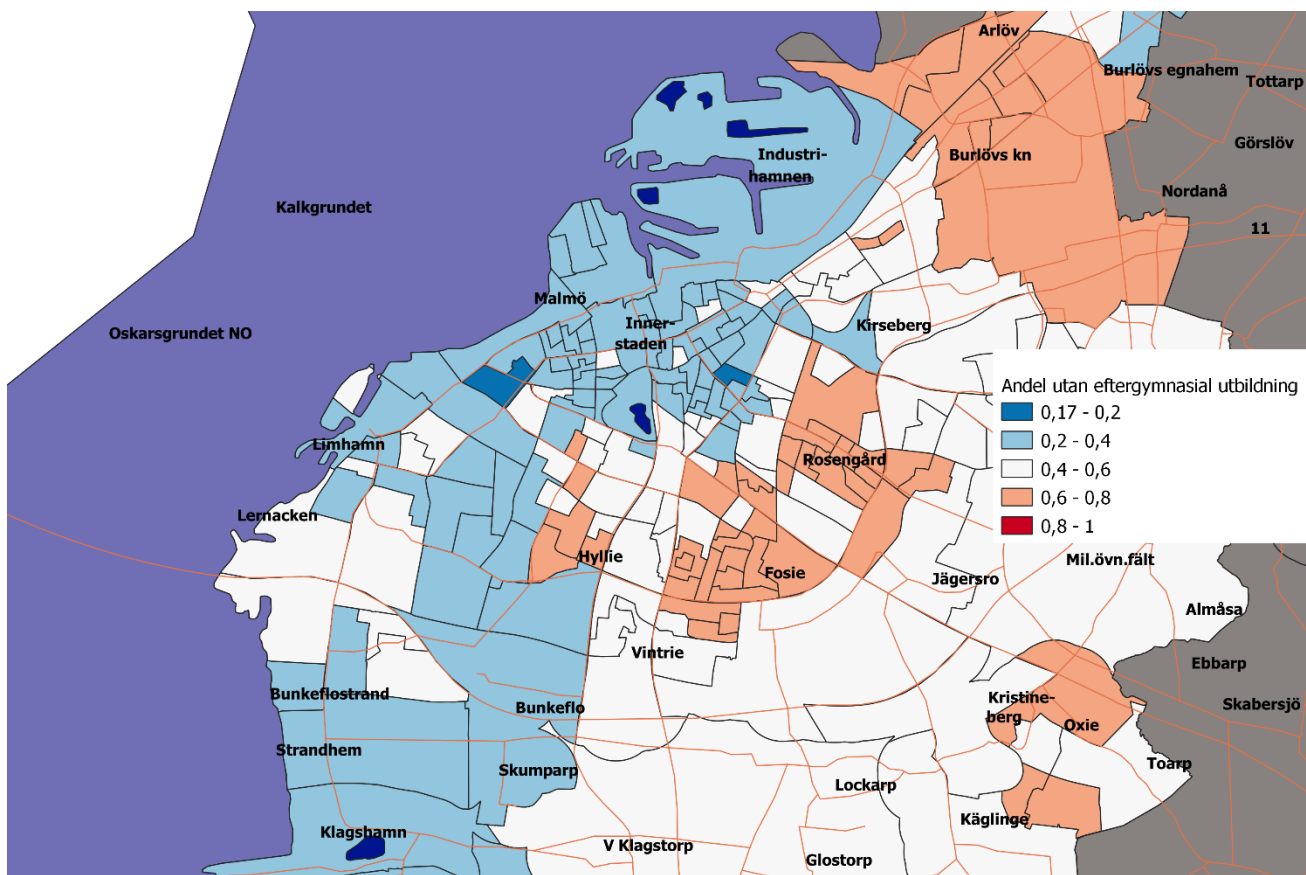 Arlöv
Burlövs egnahem
Tottarp
Industri-
hamnen
Burlövs kn
Görslöv
Nordanå
Kalkgrundet
11
Malmö
Oskarsgrundet NO
Inner-
staden
Kirseberg
Andel utan eftergymnasial utbildning
0,17 - 0,2
0,2 - 0,4
0,4 - 0,6
0,6 - 0,8
0,8 - 1
Limhamn
Rosengård
Lernacken
Hyllie
Fosie
Jägersro
Mil.övn.fält
Almåsa
Vintrie
Ebbarp
Bunkeflostrand
Bunkeflo
Kristine-
berg
Oxie
Skabersjö
Strandhem
Skumparp
Toarp
Lockarp
Käglinge
Klagshamn
V Klagstorp
Glostorp